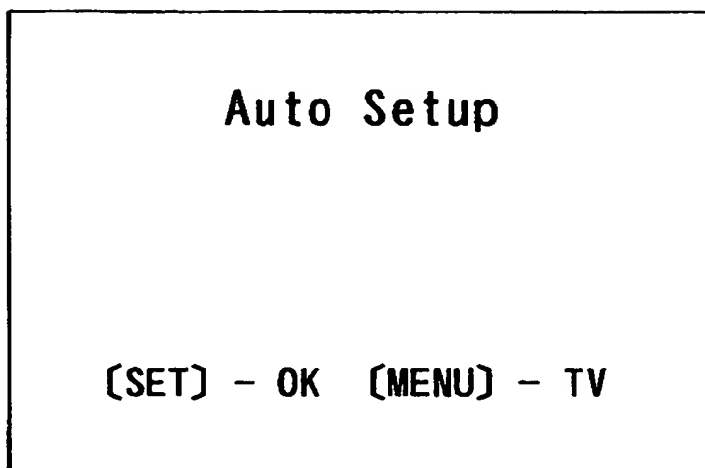 Auto Setup
〔SET〕 - OK 〔MENU〕 - TV